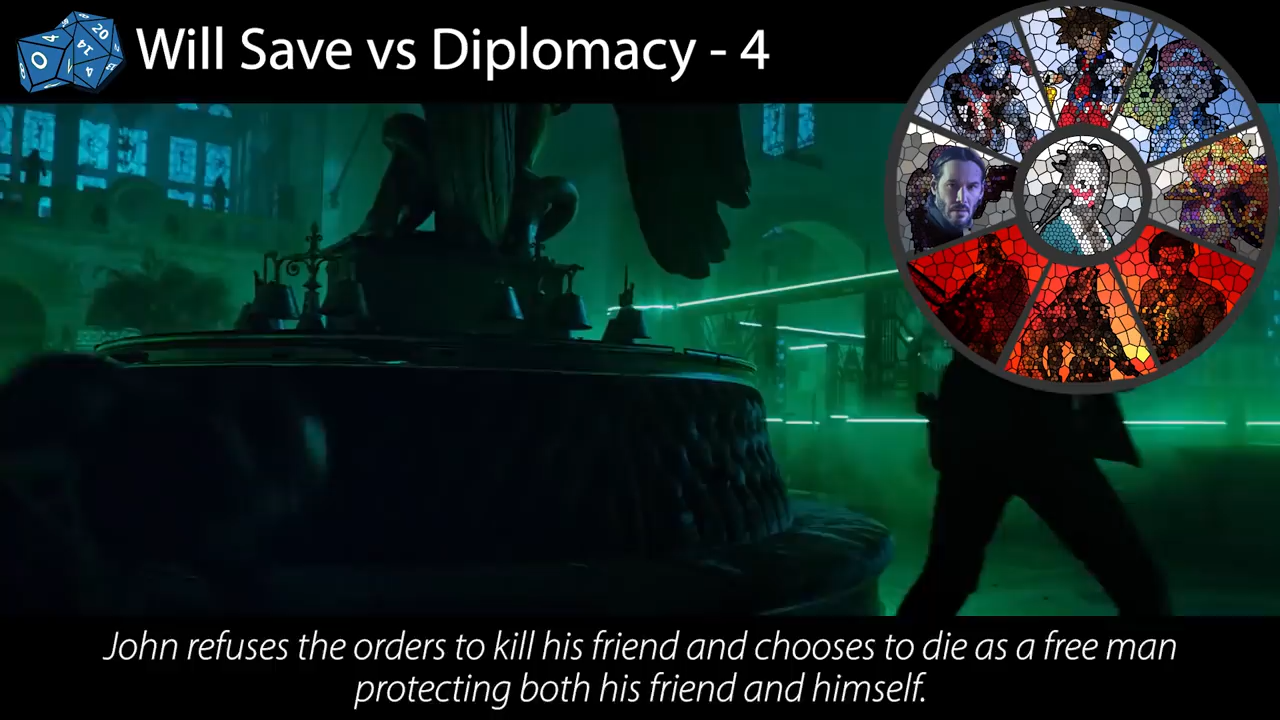 Will Save vs Diplomacy - 4
John refuses the orders to kill his friend and chooses to die as a free man
protecting both his friend and himself.